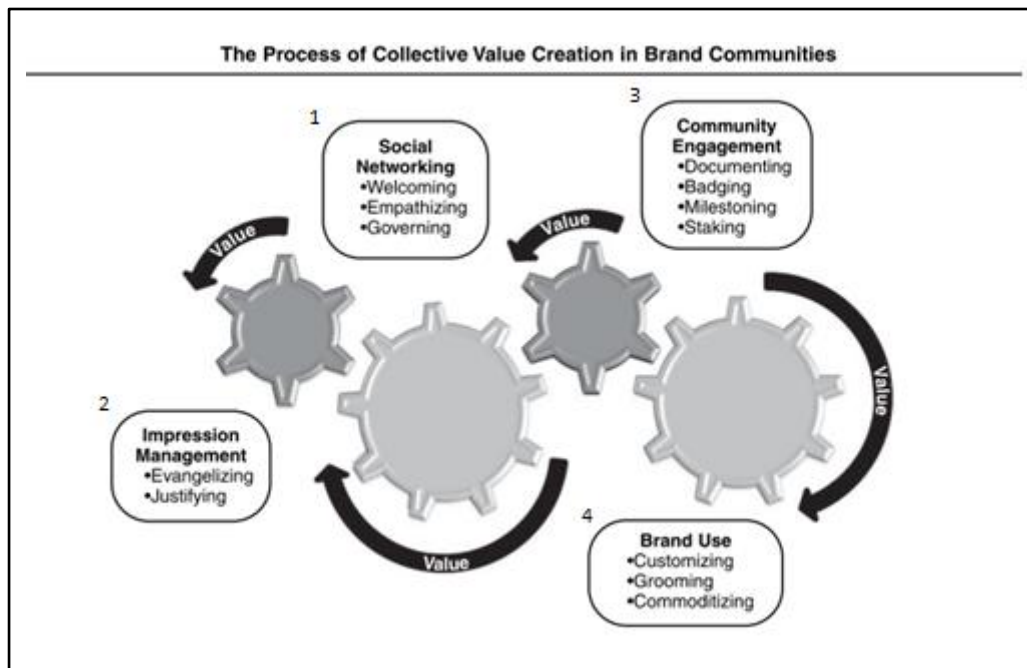 The Process of Collective Value Creation in Brand Communities
1
Social
Networking
•Welcoming
•Empathizing
•Governing
3
Community
Engagement
•Documenting
•Badging
•Milestoning
•Staking
Value
Value
Value
2
Impression
Management
•Evangelizing
•Justifying
Value
4
Brand Use
•Customizing
•Grooming
•Commoditizing